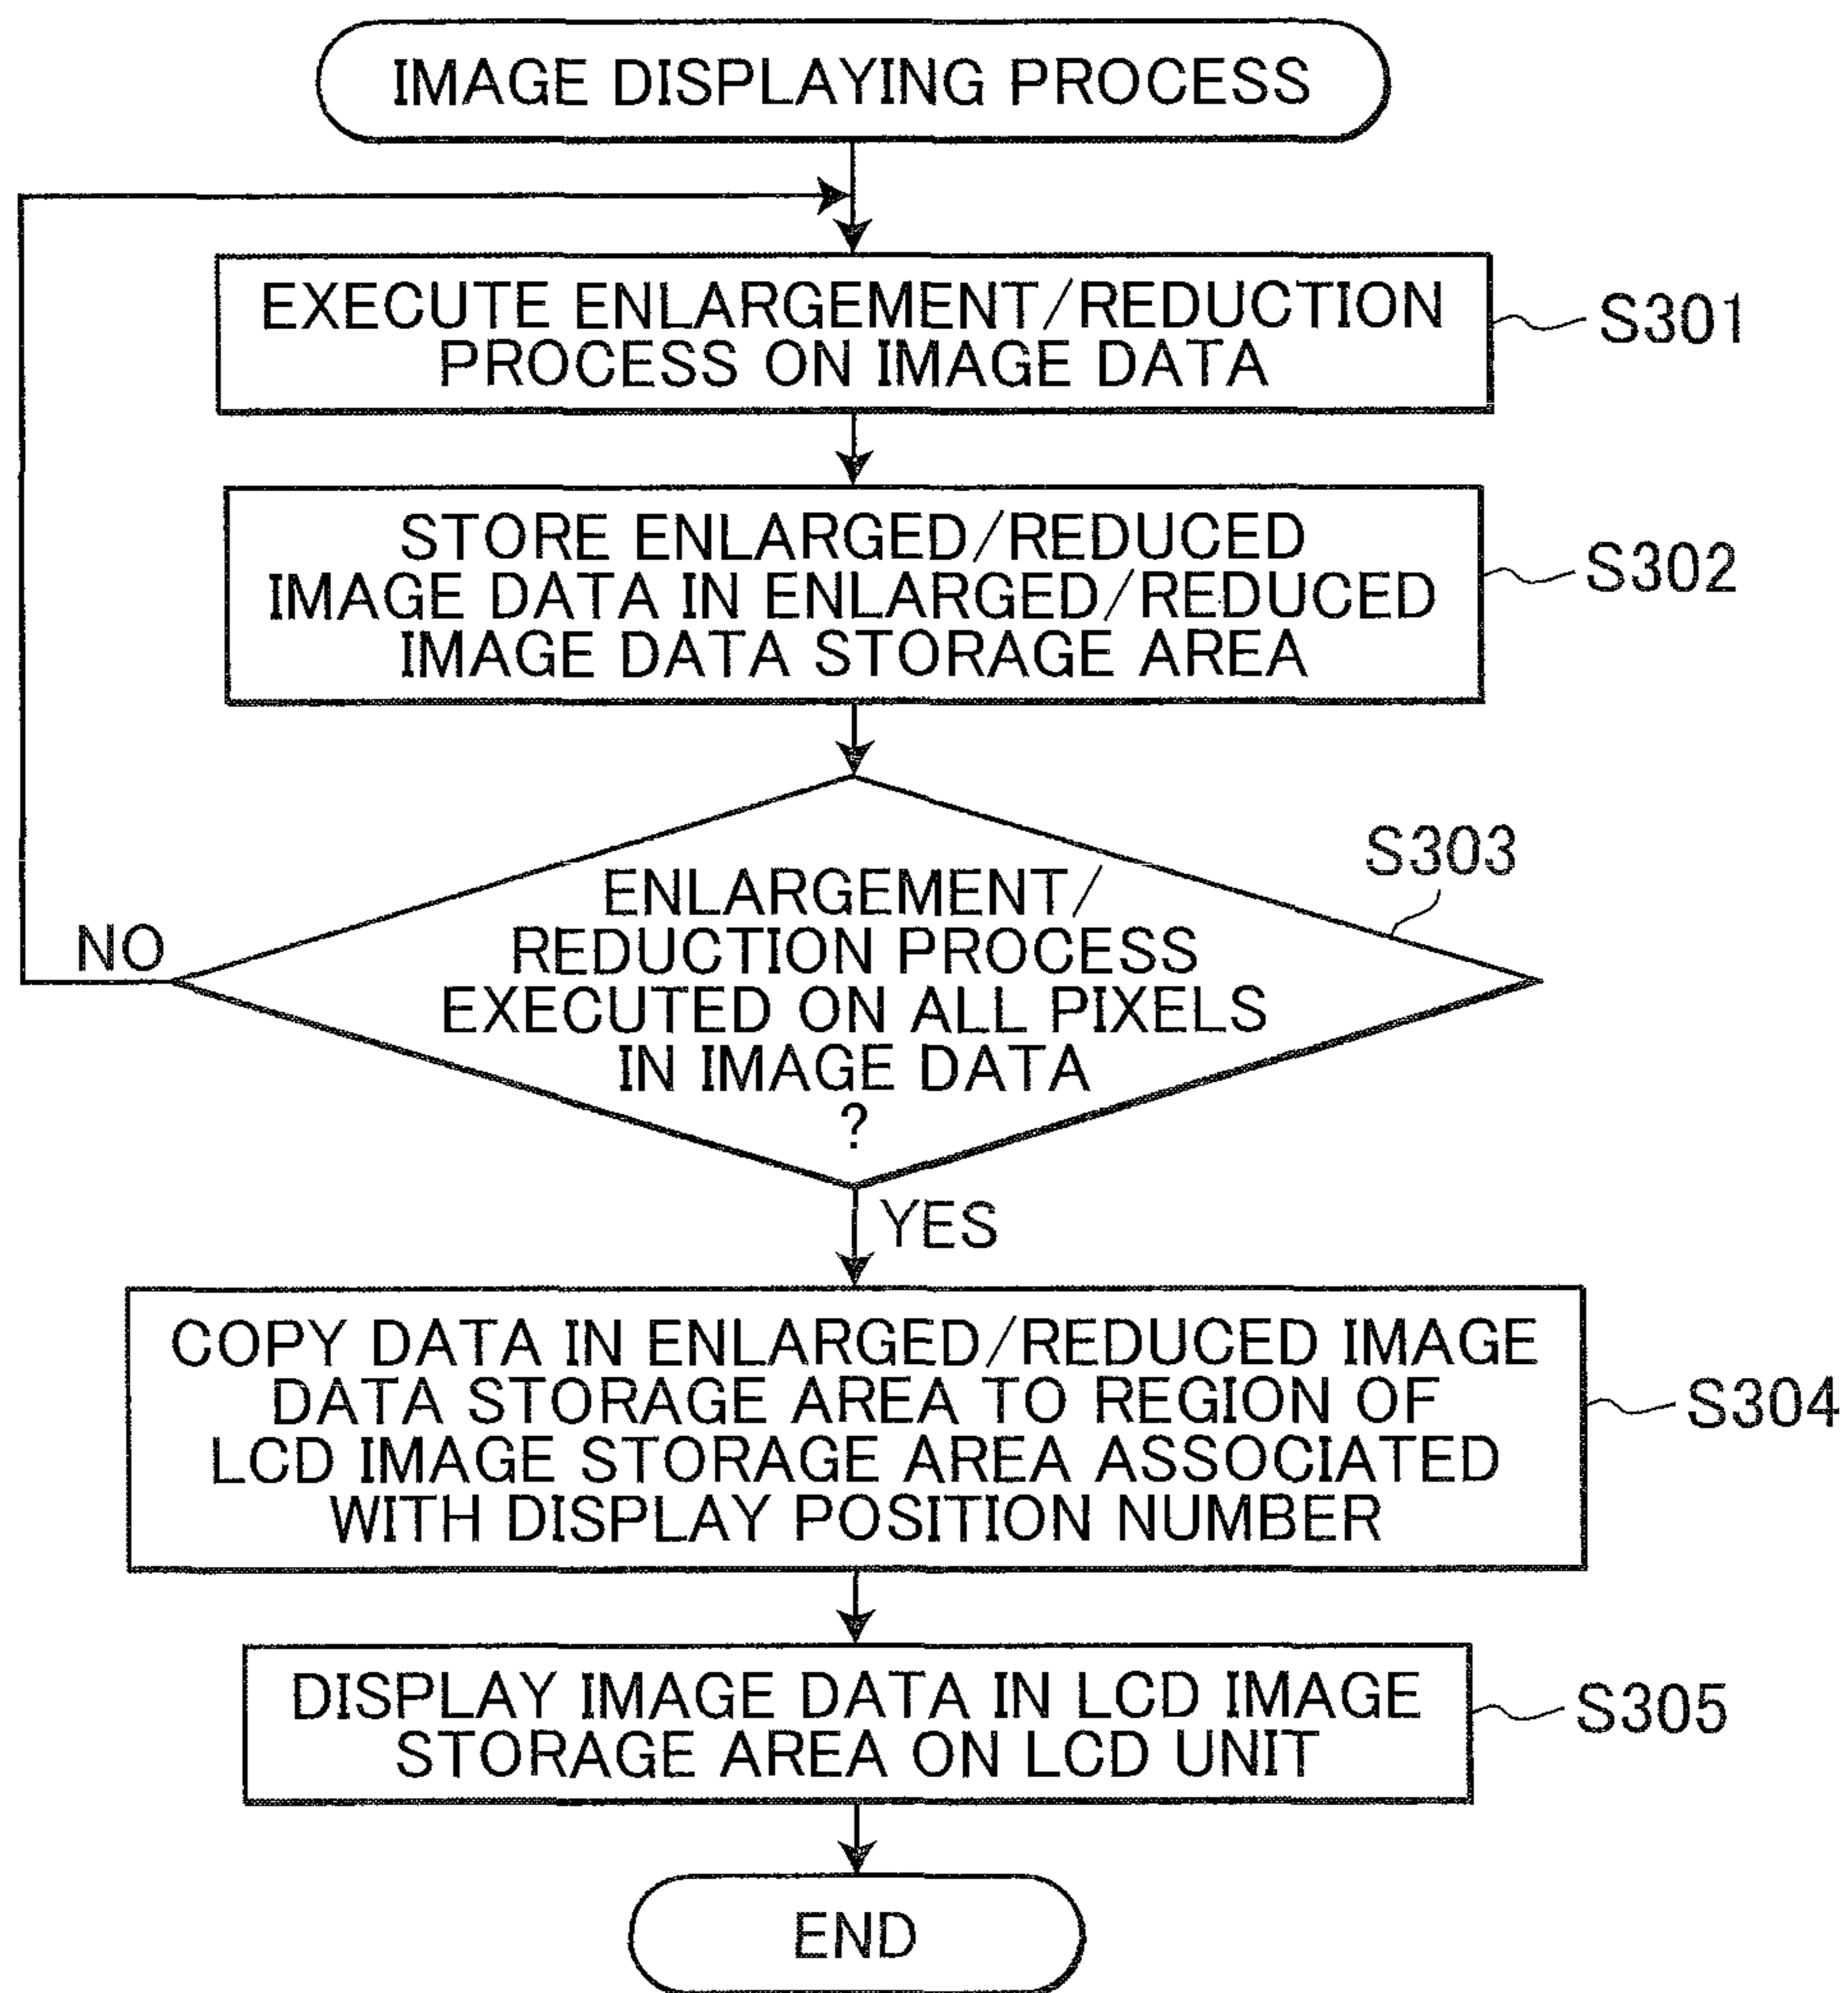 IMAGE DISPLAYING PROCESS
EXECUTE ENLARGEMENT/REDUCTION
PROCESS ON IMAGE DATA
S301
STORE ENLARGED/REDUCED
IMAGE DATA IN ENLARGED/REDUCED
IMAGE DATA STORAGE AREA
S302
S303
ENLARGEMENT/
REDUCTION PROCESS
EXECUTED ON ALL PIXELS
IN IMAGE DATA
?
NO
YES
COPY DATA IN ENLARGED/REDUCED IMAGE
DATA STORAGE AREA TO REGION OF
LCD IMAGE STORAGE AREA ASSOCIATED
WITH DISPLAY POSITION NUMBER
S304
DISPLAY IMAGE DATA IN LCD IMAGE
STORAGE AREA ON LCD UNIT
S305
END